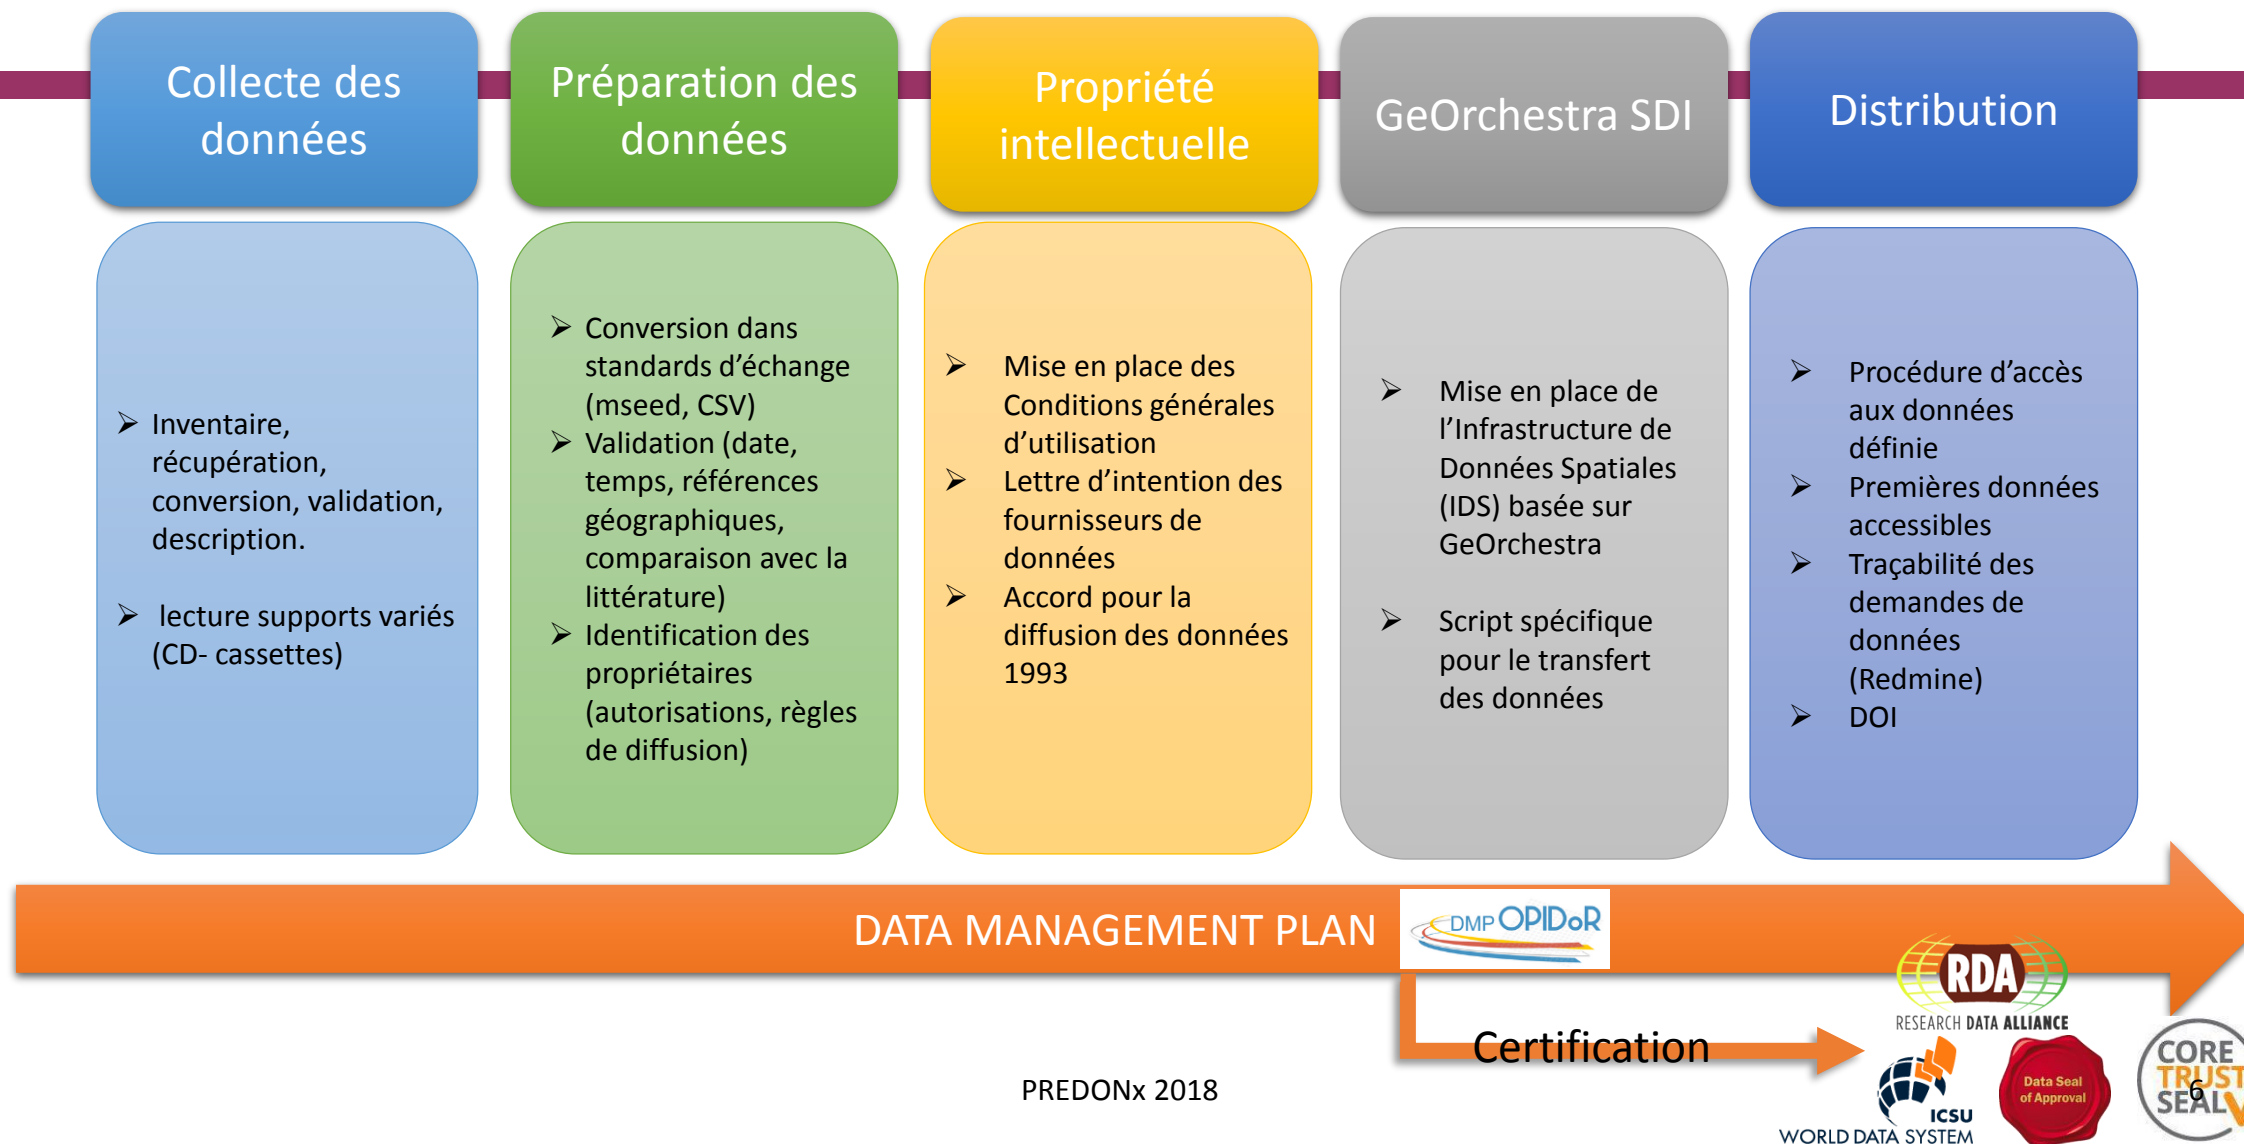 Collecte des
données
Préparation des
données
Propriété
intellectuelle
GeOrchestra SDI
Distribution
➢ Inventaire,
récupération,
conversion, validation,
description.
➢ lecture supports variés
(CD- cassettes)
➢ Conversion dans
standards d’échange
(mseed, CSV)
➢ Validation (date,
temps, références
géographiques,
comparaison avec la
littérature)
➢ Identification des
propriétaires
(autorisations, règles
de diffusion)
➢ Mise en place des
Conditions générales
d’utilisation
➢ Lettre d’intention des
fournisseurs de
données
➢ Accord pour la
diffusion des données
1993
➢ Mise en place de
l’Infrastructure de
Données Spatiales
(IDS) basée sur
GeOrchestra
➢ Script spécifique
pour le transfert
des données
➢ Procédure d’accès
aux données
définie
➢ Premières données
accessibles
➢ Traçabilité des
demandes de
données
(Redmine)
➢ DOI
DATA MANAGEMENT PLAN
DMP OPIDoR
Certification
RDA
RESEARCH DATA ALLIANCE
ICSU
WORLD DATA SYSTEM
Data Seal
of Approval
CORE
TRUST
SEAL
PREDONx 2018
6